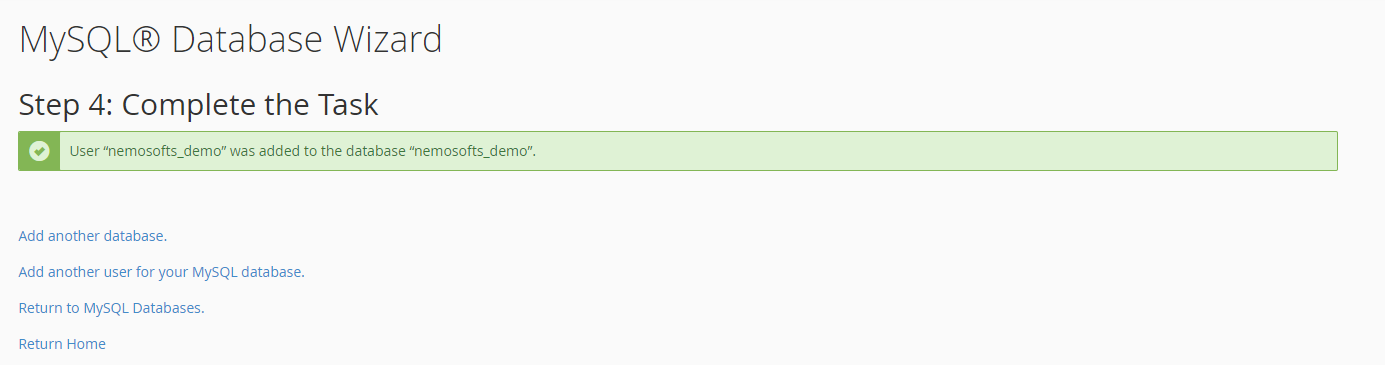 MySQL® Database Wizard
Step 4: Complete the Task
User “nemosofts_demo” was added to the database “nemosofts_demo”.
Add another database.
Add another user for your MySQL database.
Return to MySQL Databases.
Return Home